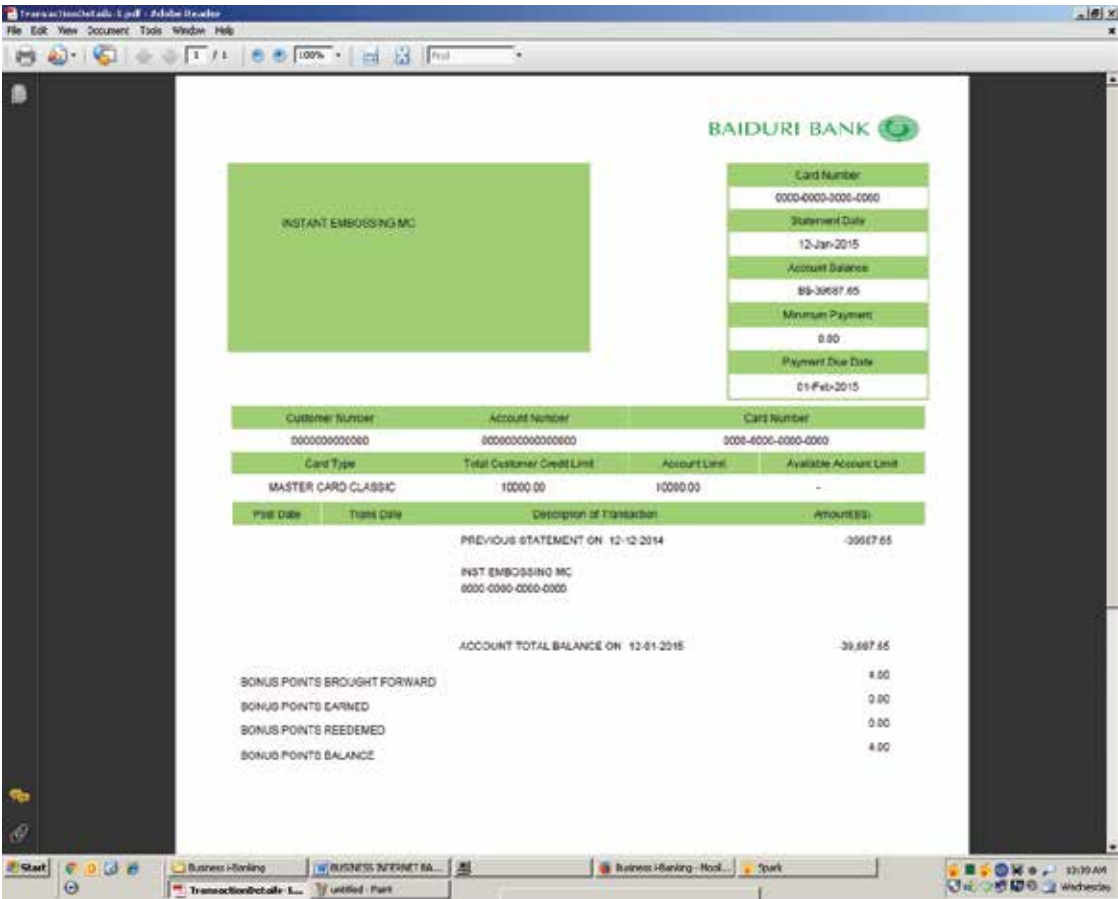 TransactionDetails-1.pdf - Adobe Reader
File Edit View Document Tools Window Help
1 / 1 100% Find
BAIDURI BANK
Card Number
0000-0000-0000-0000
INSTANT EMBOSSING MC
Statement Date
12-Jan-2015
Account Balance
B$-39687.65
Minimum Payment
0.00
Payment Due Date
01-Feb-2015
Customer Number Account Number Card Number
0000000000000 0000000000000000 0000-0000-0000-0000
Card Type Total Customer Credit Limit Account Limit Available Account Limit
MASTER CARD CLASSIC 10000.00 10000.00 -
Post Date Trans Date Description of Transaction Amount(B$)
PREVIOUS STATEMENT ON 12-12-2014 -39687.65
INST EMBOSSING MC
0000-0000-0000-0000
ACCOUNT TOTAL BALANCE ON 12-01-2015 -39,687.65
BONUS POINTS BROUGHT FORWARD 4.00
BONUS POINTS EARNED 0.00
BONUS POINTS REEDEMED 0.00
BONUS POINTS BALANCE 4.00
Start Business i-Banking BUSINESS INTERNET BA... Business i-Banking - Mozil... Spark 10:39 AM
TransactionDetails-1... untitled - Paint Wednesday